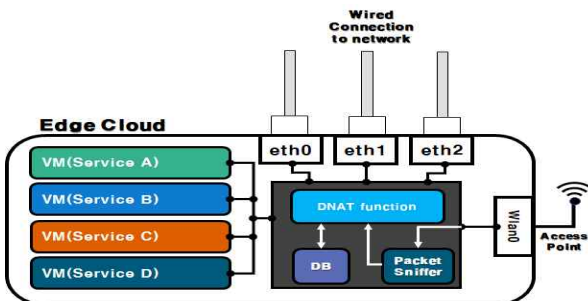 Wired
Connection
to network
Edge Cloud
eth0
eth1
eth2
VM(Service A)
VM(Service B)
VM(Service C)
VM(Service D)
DNAT function
DB
Packet
Sniffer
Wlan0
Access
Point